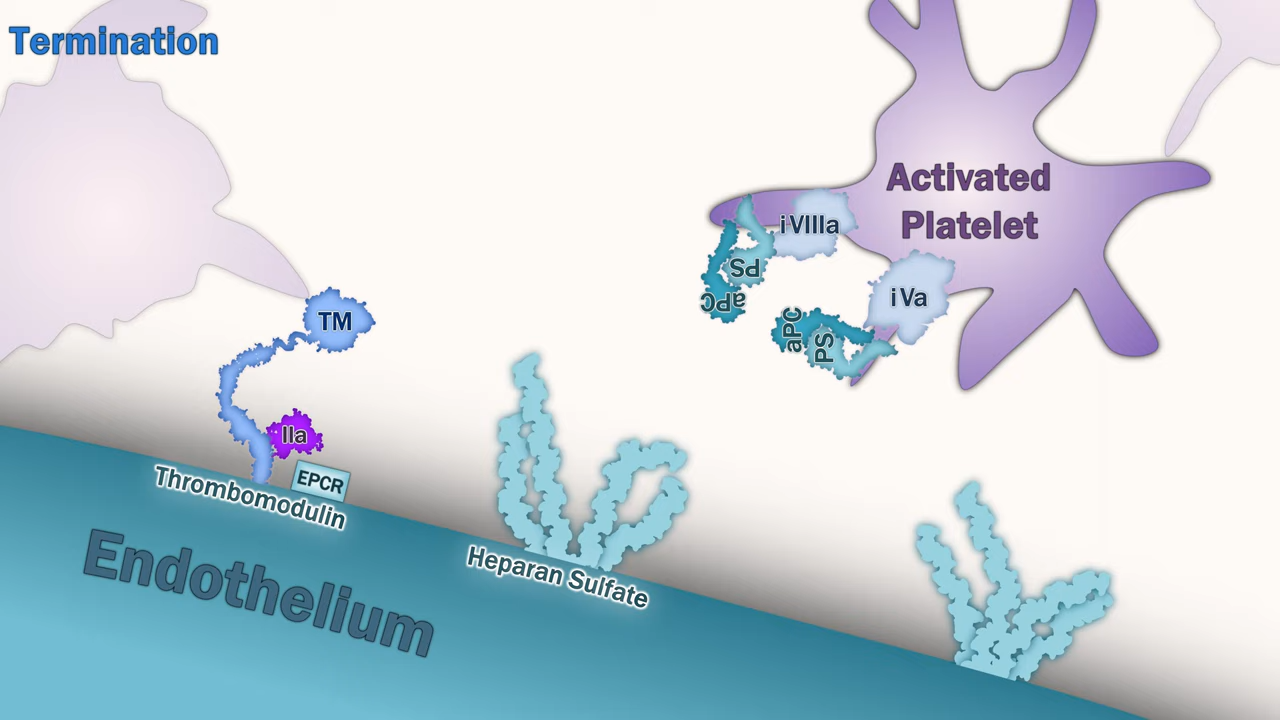 Termination
Activated
Platelet
iVIIIa
PS
aPC
iVa
aPC
PS
TM
IIa
EPCR
Thrombomodulin
Heparan Sulfate
Endothelium